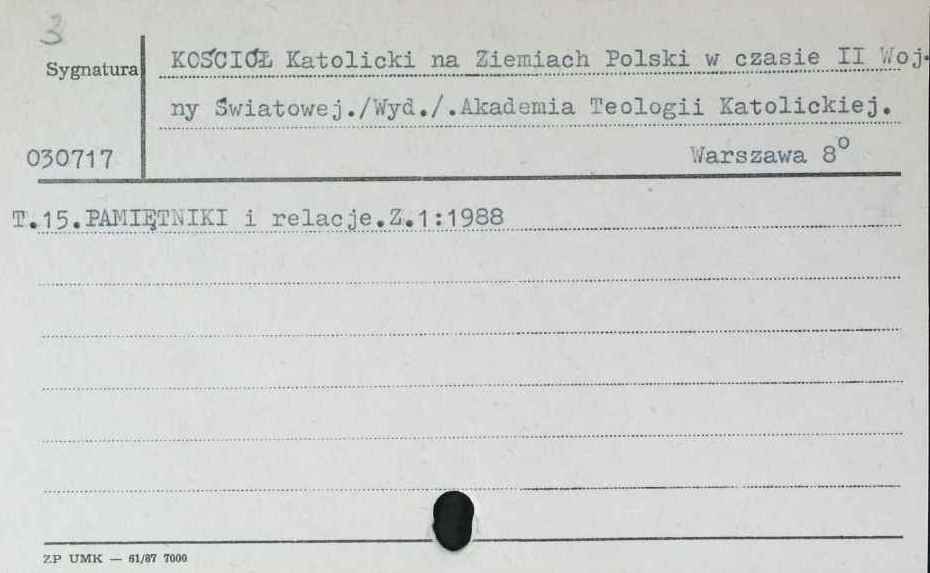 3
Sygnatura
KOŚCIÓŁ Katolicki na Ziemiach Polski w czasie II Woj-
ny Światowej./Wyd./.Akademia Teologii Katolickiej.
030717
Warszawa 8°
T.15.PAMIĘTNIKI i relacje.Z.1:1988
ZP UMK — 61/87 7000